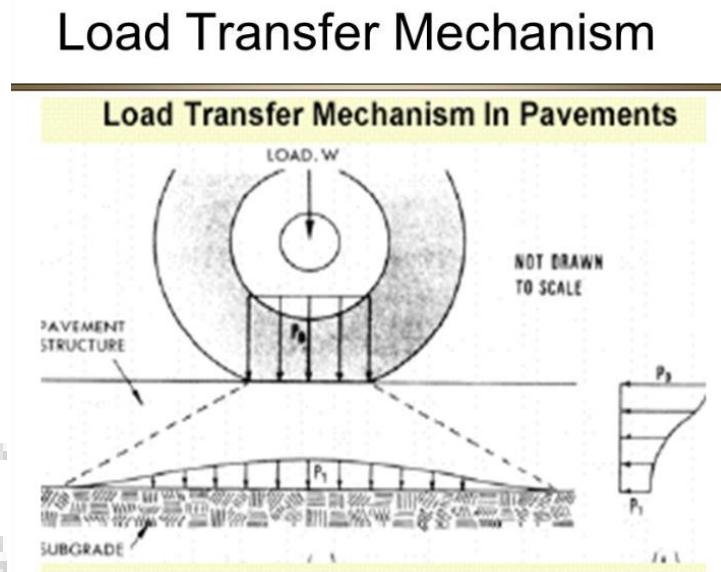 Load Transfer Mechanism
Load Transfer Mechanism In Pavements
LOAD, W
NOT DRAWN
TO SCALE
PAVEMENT
STRUCTURE
P₀
P₀
P₁
P₁
SUBGRADE